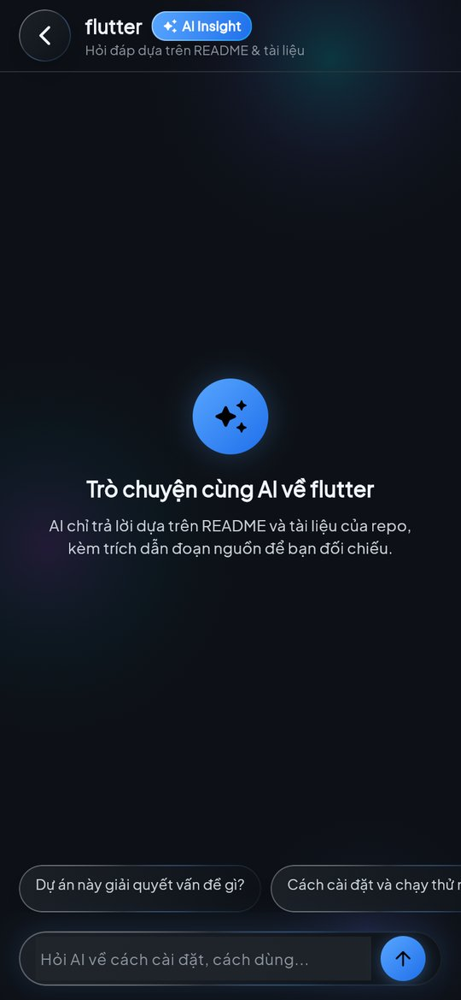 flutter
AI Insight
Hỏi đáp dựa trên README & tài liệu
Trò chuyện cùng AI về flutter
AI chỉ trả lời dựa trên README và tài liệu của repo,
kèm trích dẫn đoạn nguồn để bạn đối chiếu.
Dự án này giải quyết vấn đề gì?
Cách cài đặt và chạy thử
Hỏi AI về cách cài đặt, cách dùng...